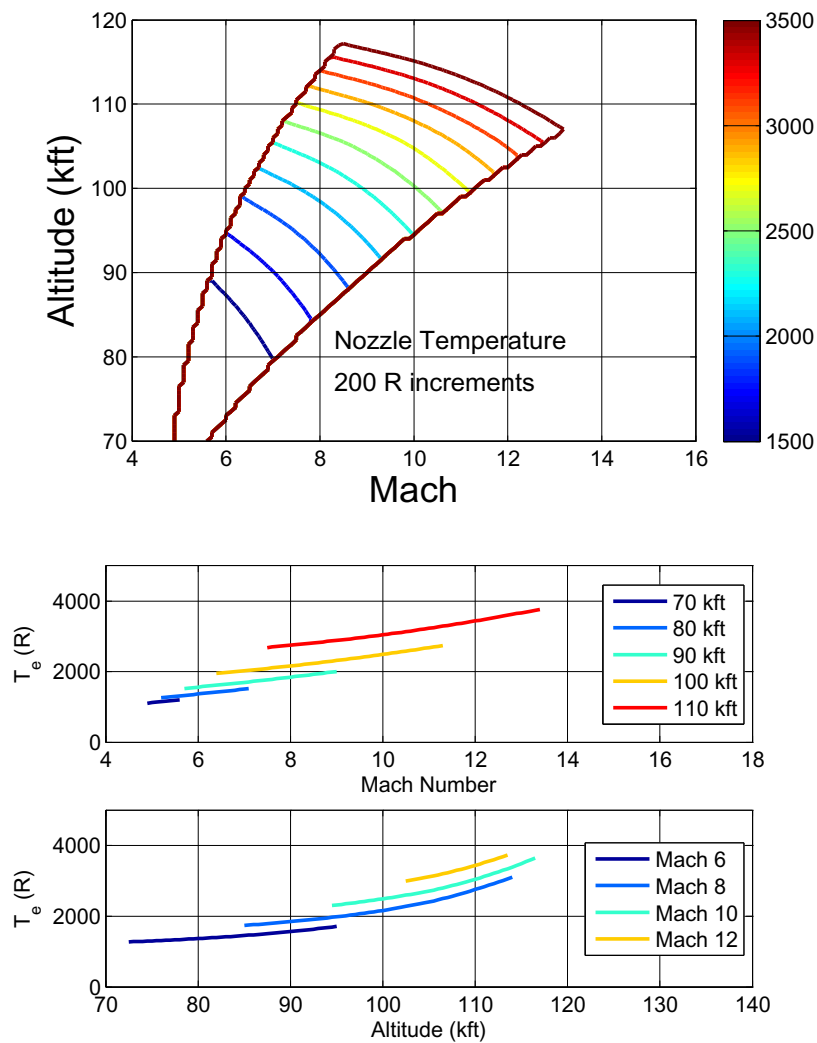 120
110
100
90
80
70
Altitude (kft)
4
6
8
10
12
14
16
Mach
Nozzle Temperature
200 R increments
3500
3000
2500
2000
1500
4000
2000
0
T_e (R)
4
6
8
10
12
14
16
18
Mach Number
70 kft
80 kft
90 kft
100 kft
110 kft
4000
2000
0
T_e (R)
70
80
90
100
110
120
130
140
Altitude (kft)
Mach 6
Mach 8
Mach 10
Mach 12